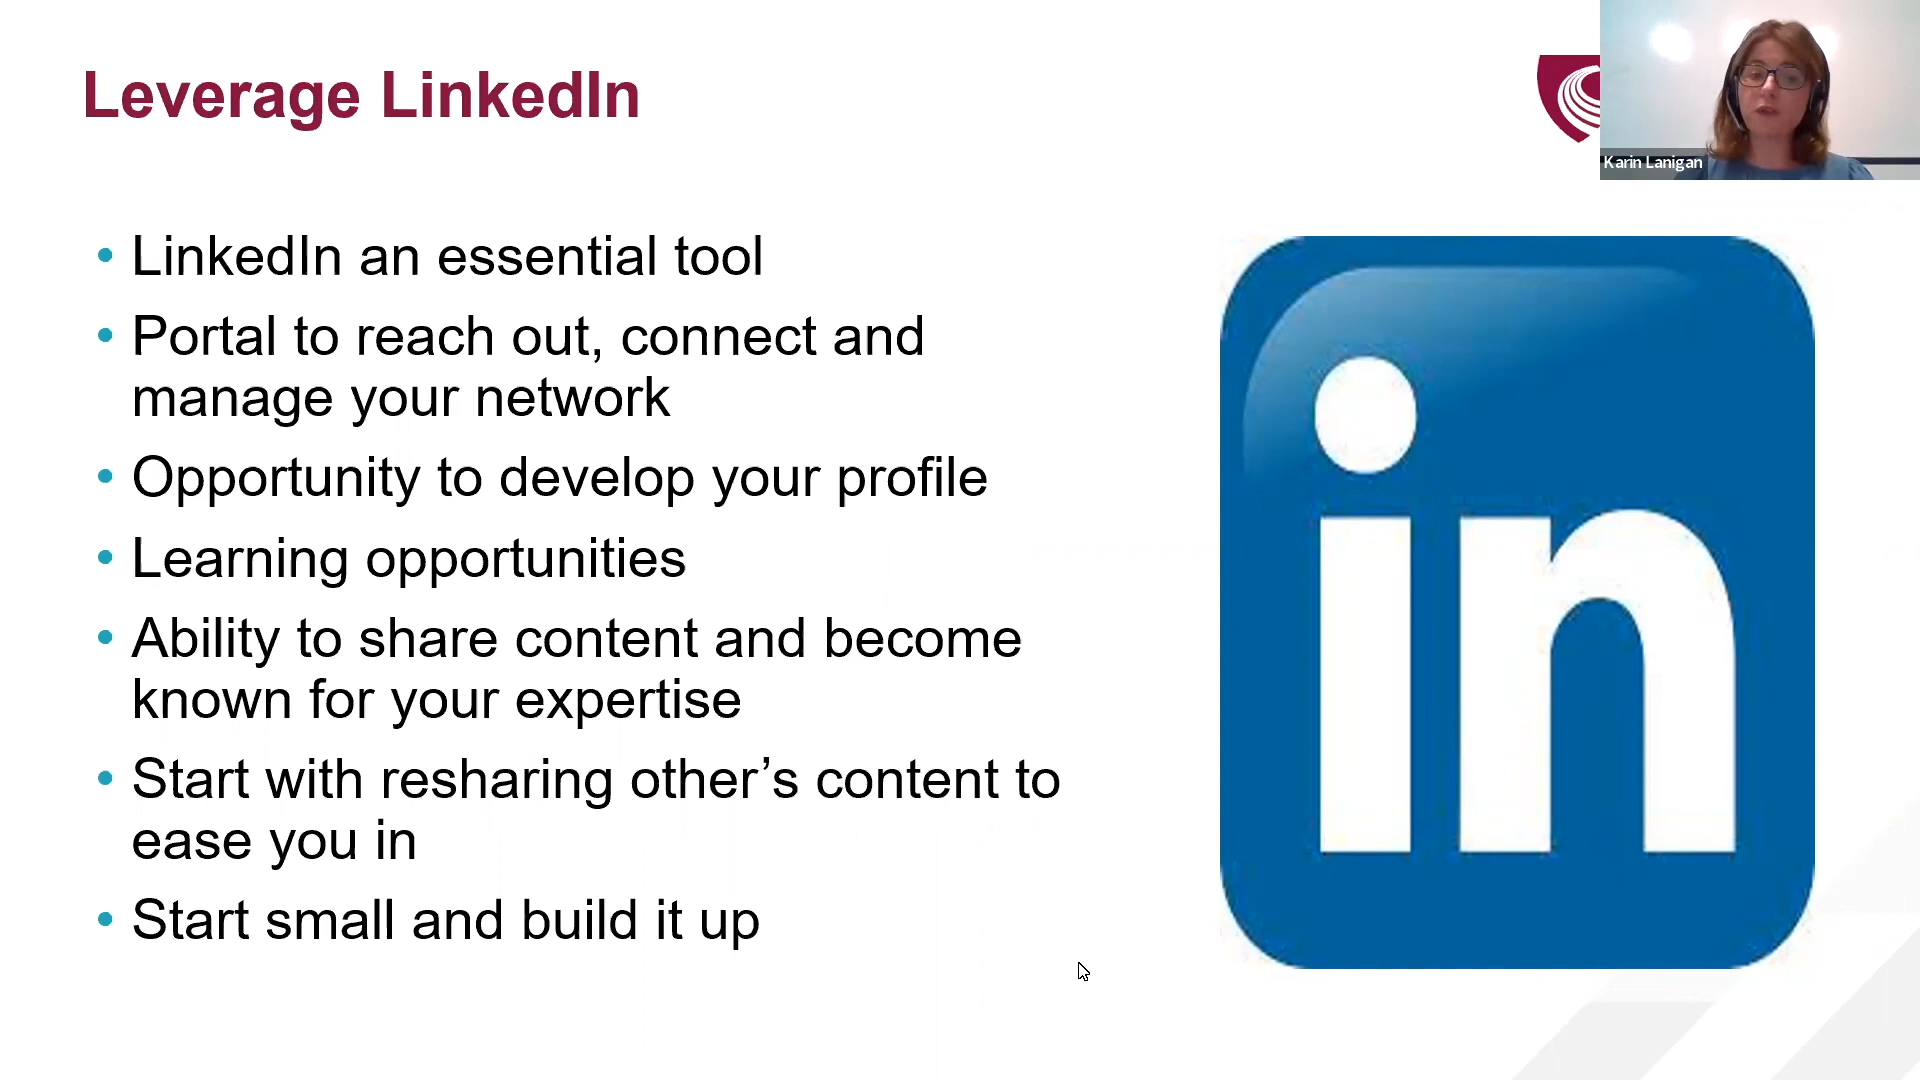 Leverage LinkedIn
Karin Lanigan
• LinkedIn an essential tool
• Portal to reach out, connect and
manage your network
• Opportunity to develop your profile
• Learning opportunities
• Ability to share content and become
known for your expertise
• Start with resharing other’s content to
ease you in
• Start small and build it up
in